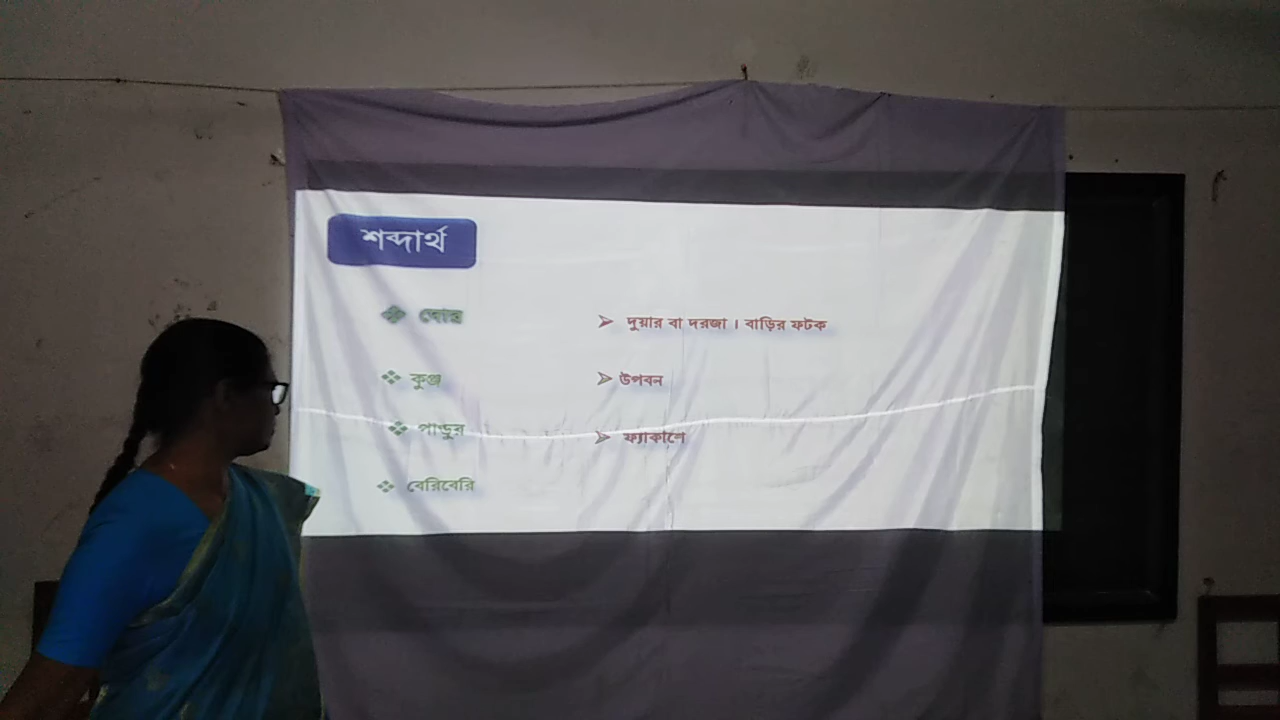 শব্দার্থ
❖ দোর ➢ দুয়ার বা দরজা । বাড়ির ফটক
❖ কুঞ্জ ➢ উপবন
❖ পাণ্ডুর ➢ ফ্যাকাশে
❖ বেরিবেরি